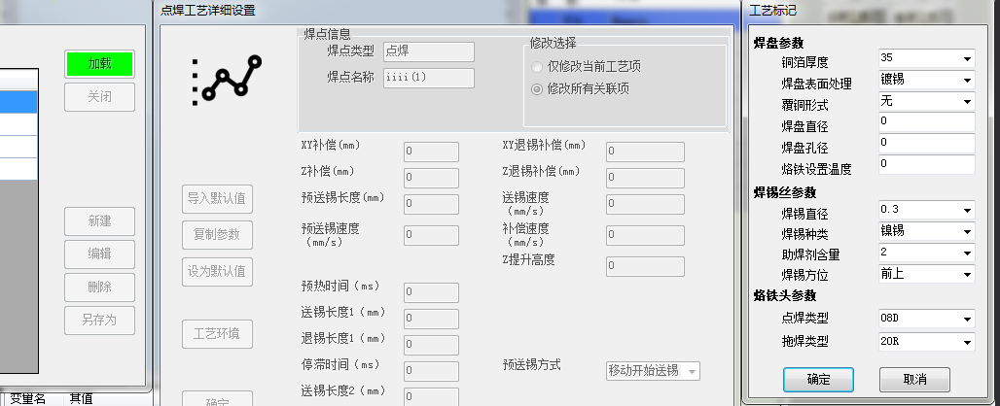 加载
关闭
新建
编辑
删除
另存为
变量名 其值
点焊工艺详细设置
导入默认值
复制参数
设为默认值
工艺环境
确定
焊点信息
焊点类型 点焊
焊点名称 iiii(1)
修改选择
仅修改当前工艺项
修改所有关联项
XY补偿(mm) 0
XY退锡补偿(mm) 0
Z补偿(mm) 0
Z退锡补偿(mm) 0
预送锡长度(mm) 0
送锡速度
(mm/s) 0
预送锡速度
(mm/s) 0
补偿速度
(mm/s) 0
Z提升高度 0
预热时间(ms) 0
送锡长度1(mm) 0
退锡长度1(mm) 0
停滞时间(ms) 0
预送锡方式 移动开始送锡
送锡长度2(mm) 0
工艺标记
焊盘参数
铜箔厚度 35
焊盘表面处理 镀锡
覆铜形式 无
焊盘直径 0
焊盘孔径 0
烙铁设置温度 0
焊锡丝参数
焊锡直径 0.3
焊锡种类 镍锡
助焊剂含量 2
焊锡方位 前上
烙铁头参数
点焊类型 08D
拖焊类型 20R
确定 取消